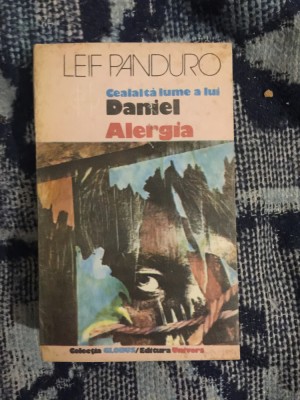 LEIF PANDURO
Cealaltă lume a lui
Daniel
Alergia
Colecția GLOBUS/Editura Univers